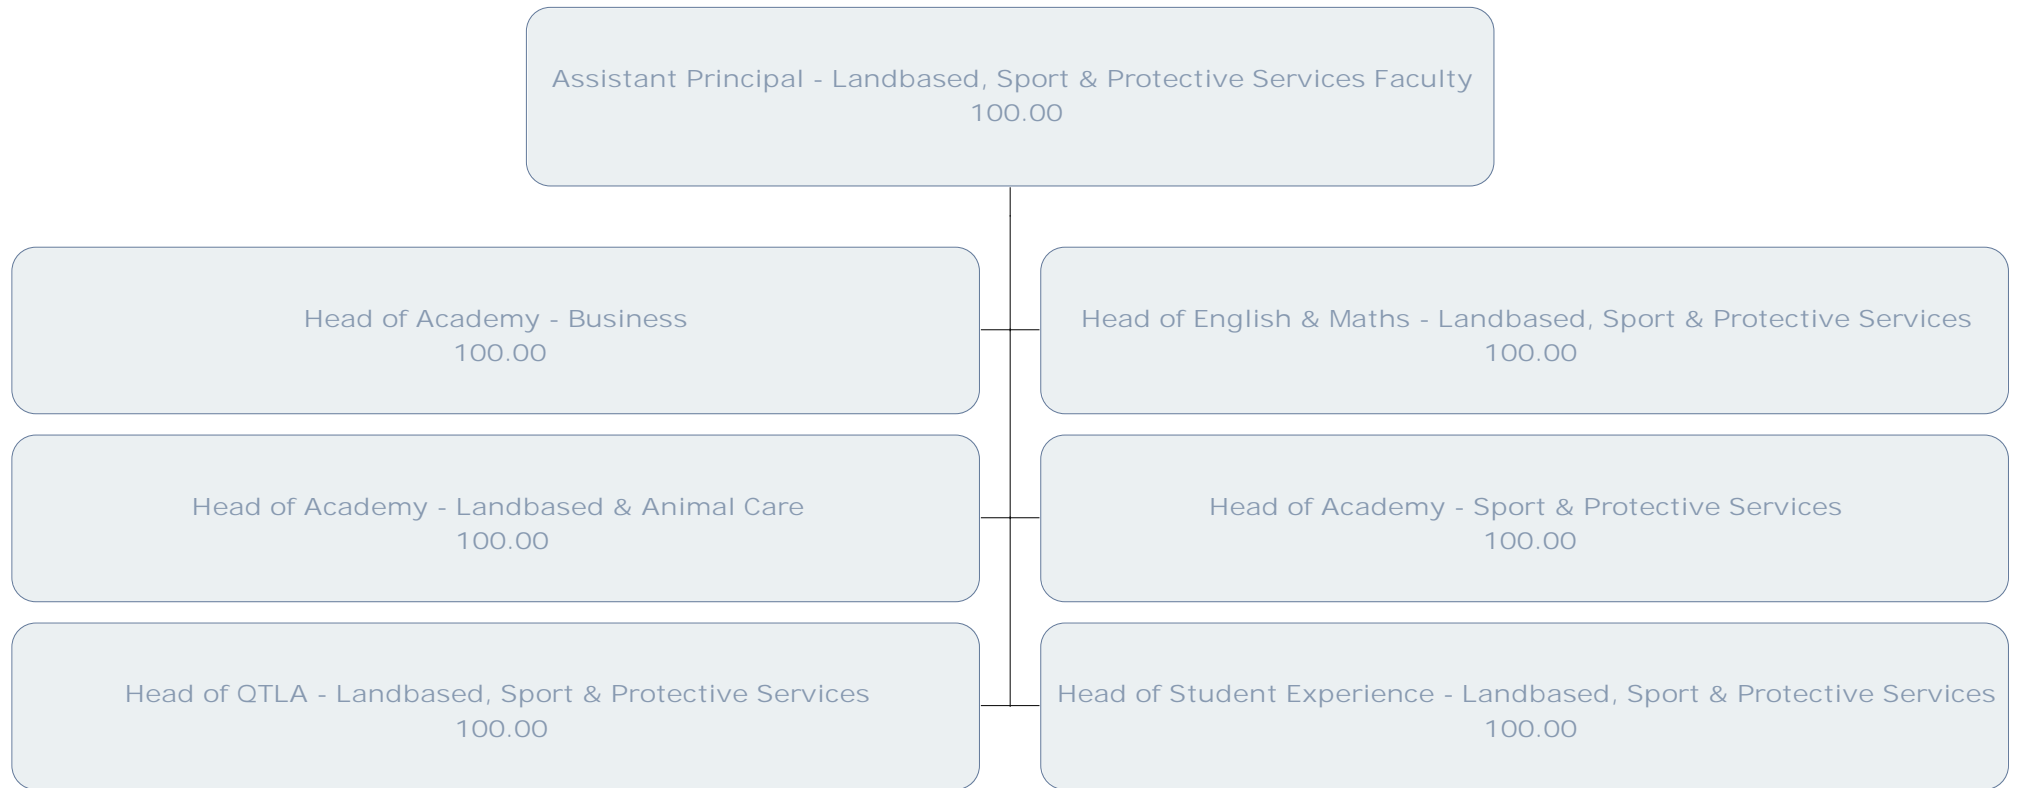 Assistant Principal - Landbased, Sport & Protective Services Faculty
100.00
Head of Academy - Business
100.00
Head of English & Maths - Landbased, Sport & Protective Services
100.00
Head of Academy - Landbased & Animal Care
100.00
Head of Academy - Sport & Protective Services
100.00
Head of QTLA - Landbased, Sport & Protective Services
100.00
Head of Student Experience - Landbased, Sport & Protective Services
100.00